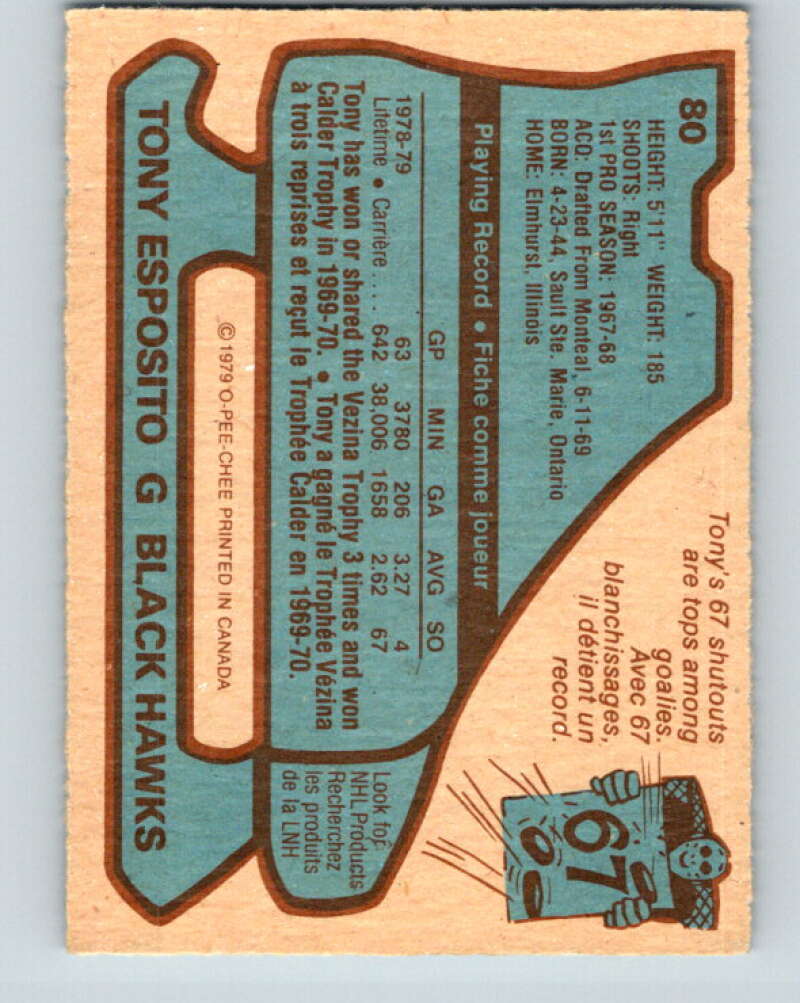 80
HEIGHT: 5'11" WEIGHT: 185
SHOOTS: Right
1st PRO SEASON: 1967-68
ACQ: Drafted From Monteal, 6-11-69
BORN: 4-23-44, Sault Ste. Marie, Ontario
HOME: Elmhurst, Illinois
Tony's 67 shutouts
are tops among
goalies.
Avec 67
blanchissages,
il détient un
record.
67
Playing Record • Fiche comme joueur
GP MIN GA AVG SO
1978-79 63 3780 206 3.27 4
Lifetime • Carrière .... 642 38,006 1658 2.62 67
Tony has won or shared the Vezina Trophy 3 times and won
Calder Trophy in 1969-70. • Tony a gagné le Trophée Vézina
à trois reprises et reçut le Trophée Calder en 1969-70.
Look for
NHL Products
Recherchez
les produits
de la LNH
© 1979 O-PEE-CHEE PRINTED IN CANADA
TONY ESPOSITO G BLACK HAWKS